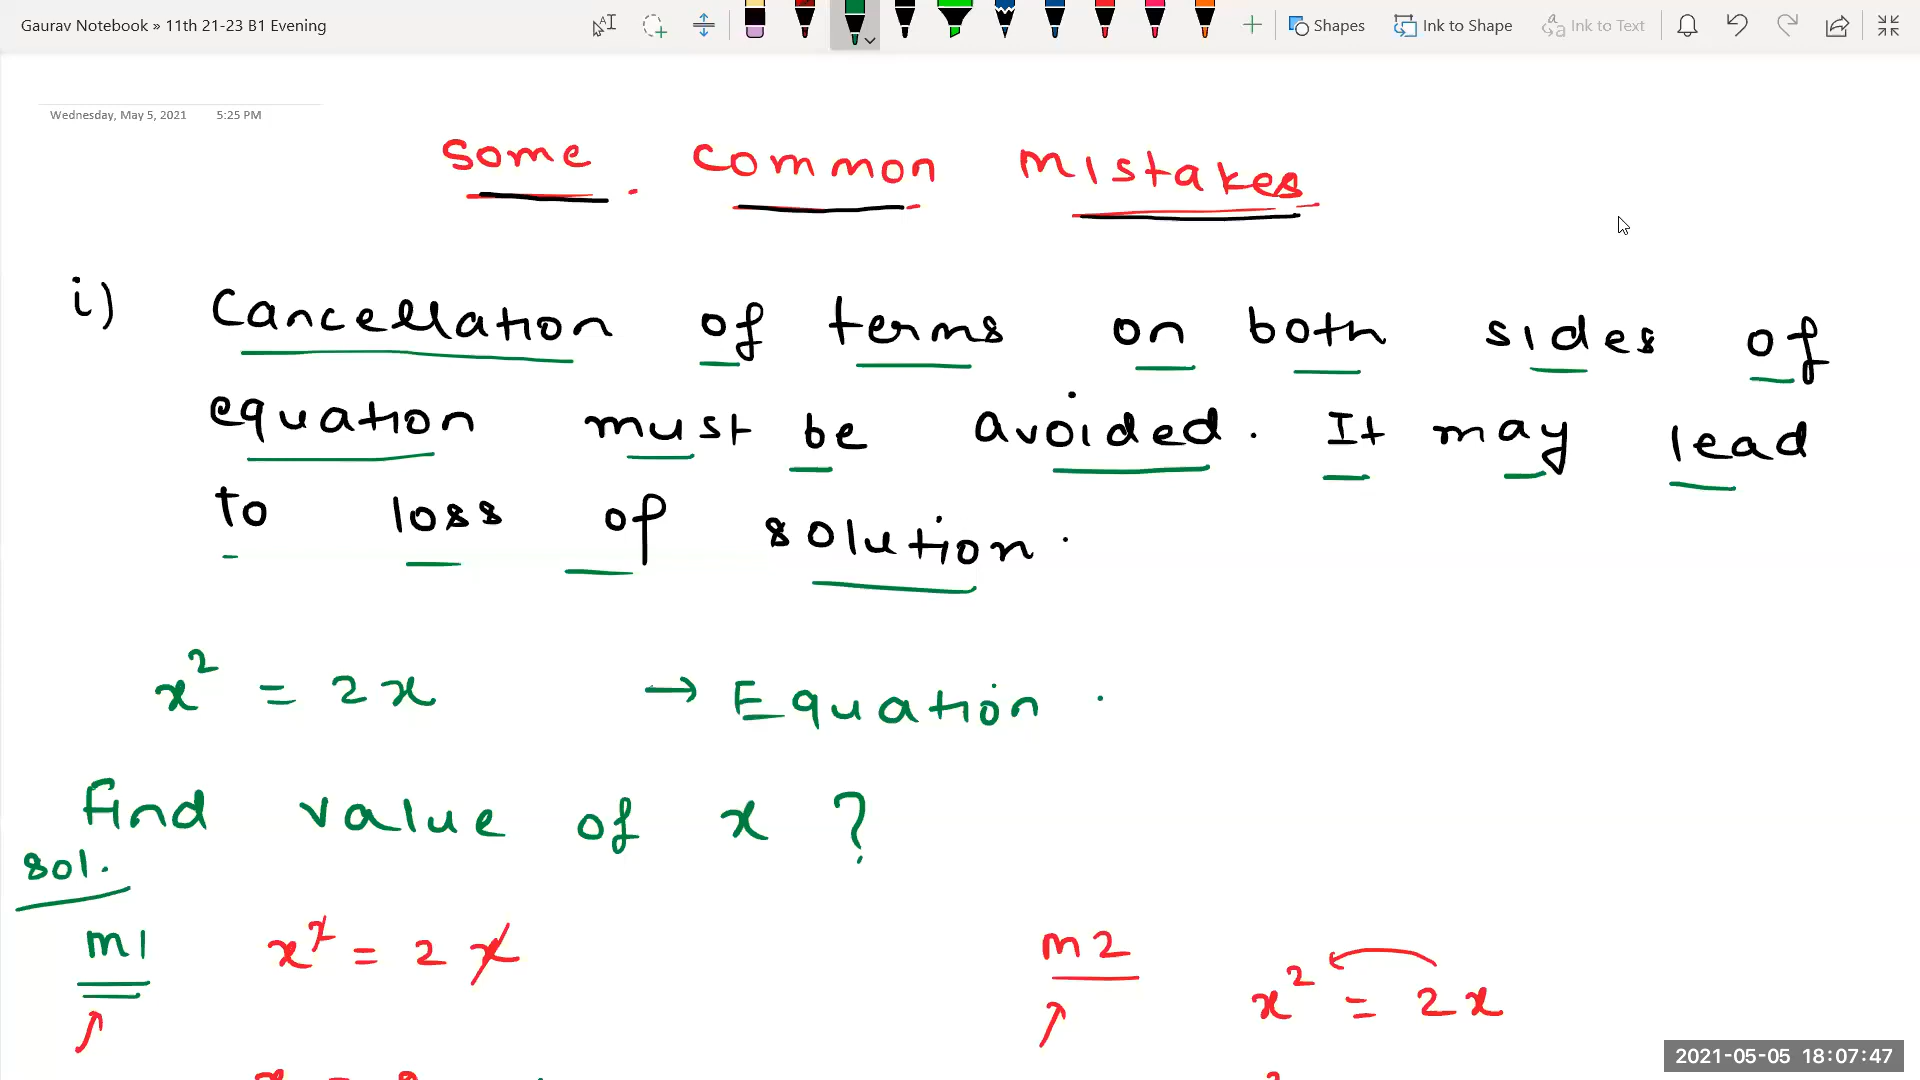 Gaurav Notebook » 11th 21-23 B1 Evening
Shapes
Ink to Shape
Ink to Text
Wednesday, May 5, 2021 5:25 PM
Some common mistakes
i) Cancellation of terms on both sides of
equation must be avoided. It may lead
to loss of solution.
x² = 2x → Equation.
Find value of x ?
Sol.
m1 x² = 2x
m2 x² = 2x
2021-05-05 18:07:47